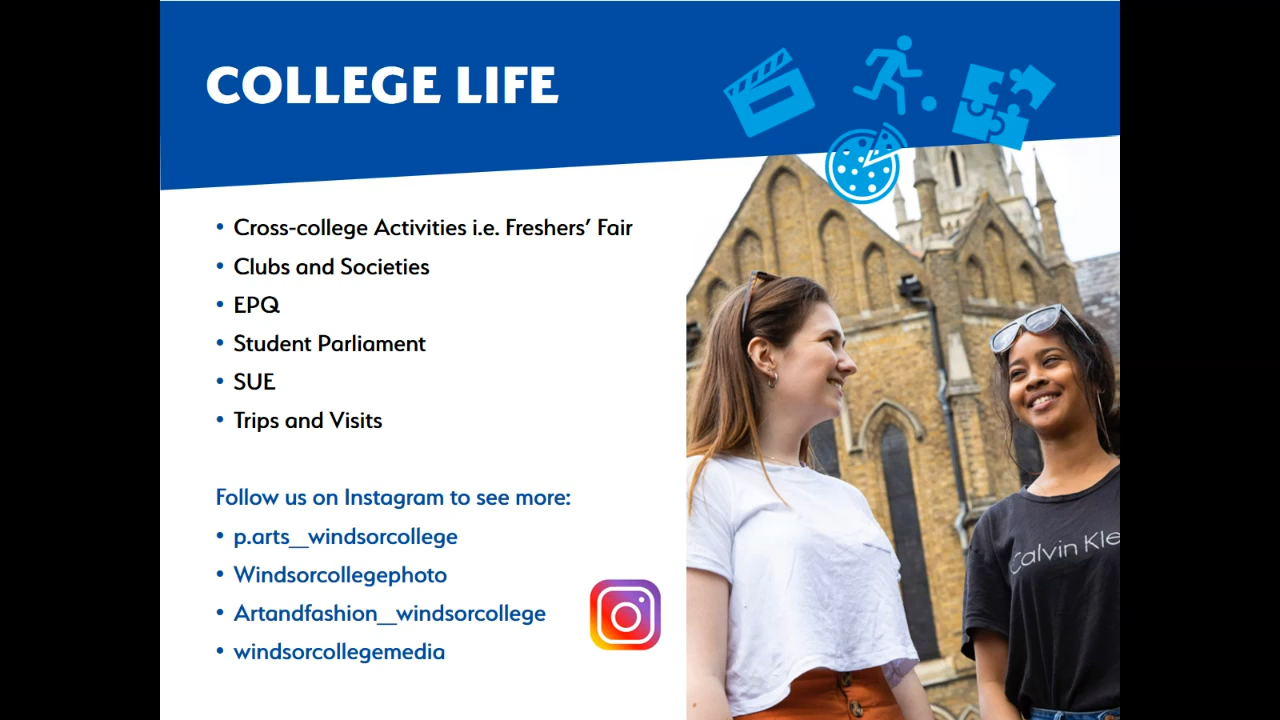 COLLEGE LIFE
• Cross-college Activities i.e. Freshers’ Fair
• Clubs and Societies
• EPQ
• Student Parliament
• SUE
• Trips and Visits
Follow us on Instagram to see more:
• p.arts__windsorcollege
• Windsorcollegephoto
• Artandfashion__windsorcollege
• windsorcollegemedia
Calvin Kle